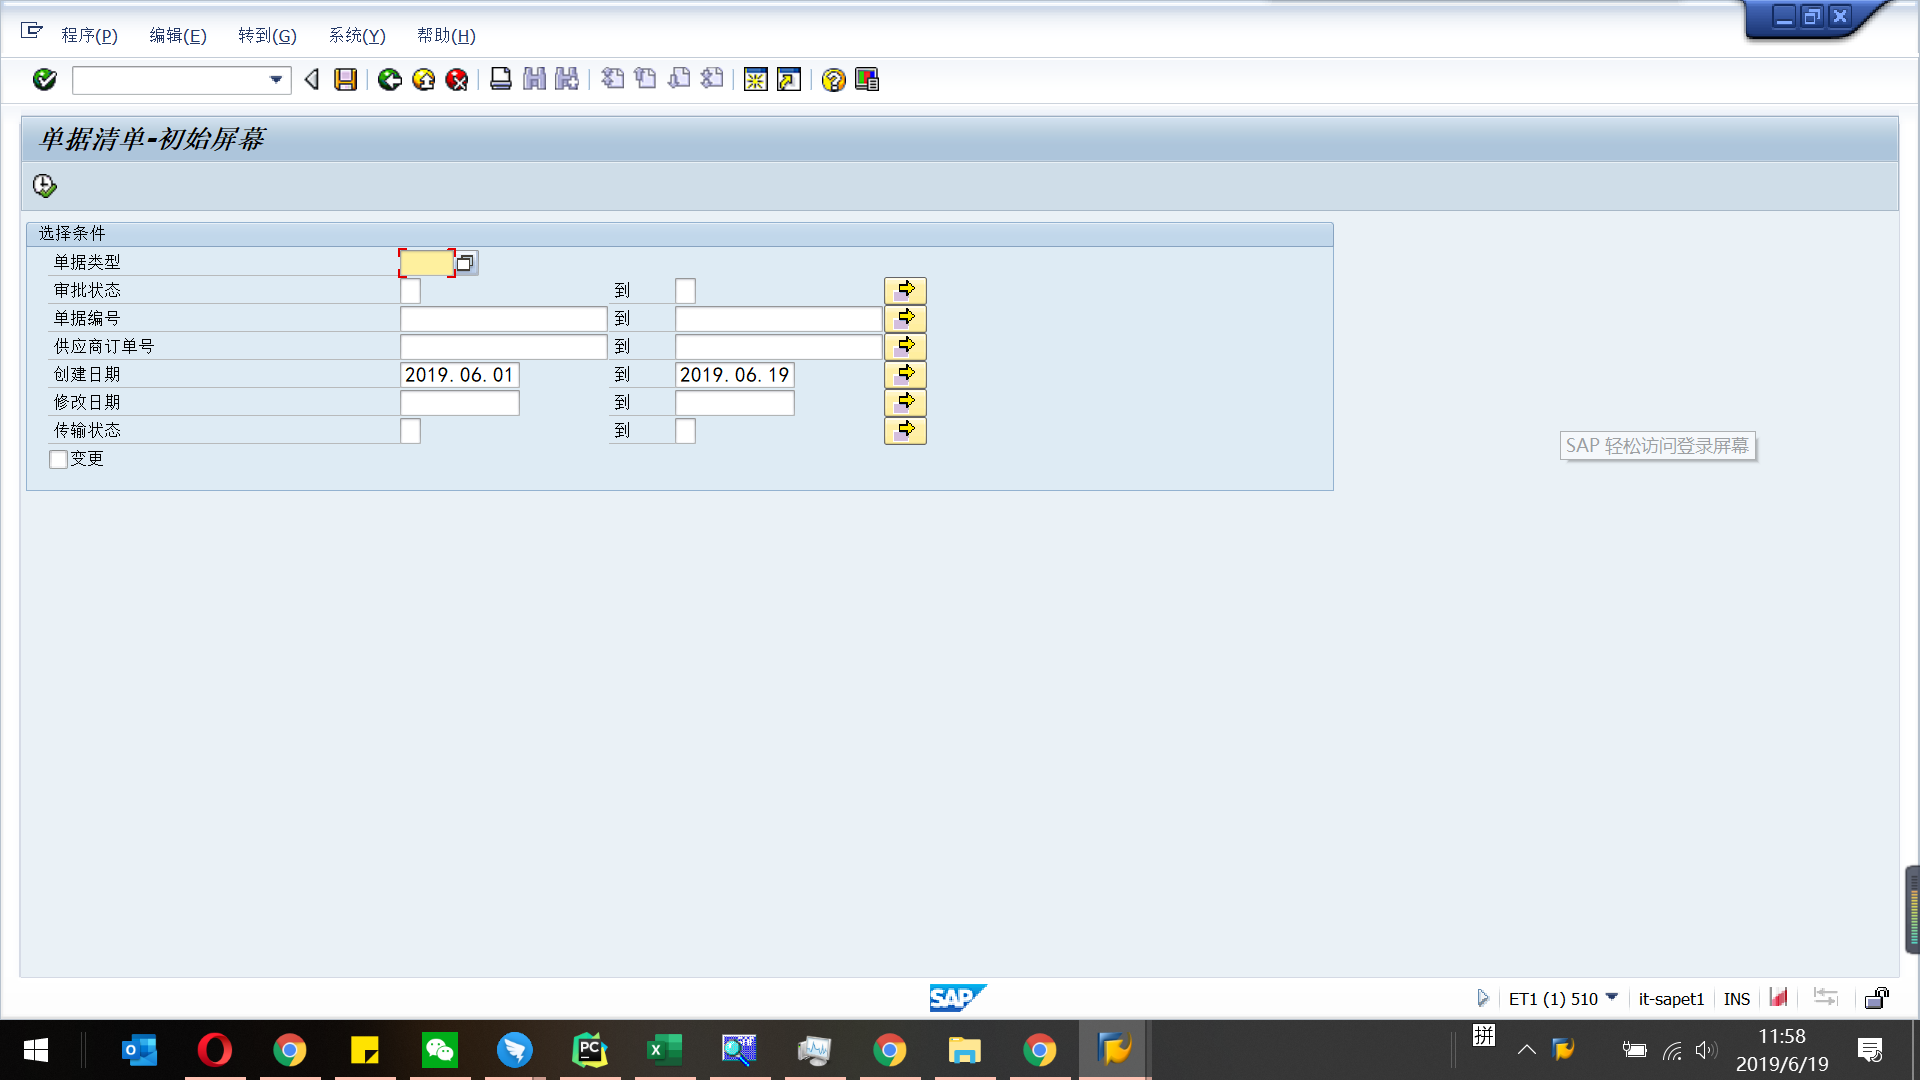 程序(P) 编辑(E) 转到(G) 系统(Y) 帮助(H)
单据清单-初始屏幕
选择条件
单据类型
审批状态 到
单据编号 到
供应商订单号 到
创建日期 2019.06.01 到 2019.06.19
修改日期 到
传输状态 到
变更
SAP 轻松访问登录屏幕
SAP
ET1 (1) 510 it-sapet1 INS
拼
11:58
2019/6/19